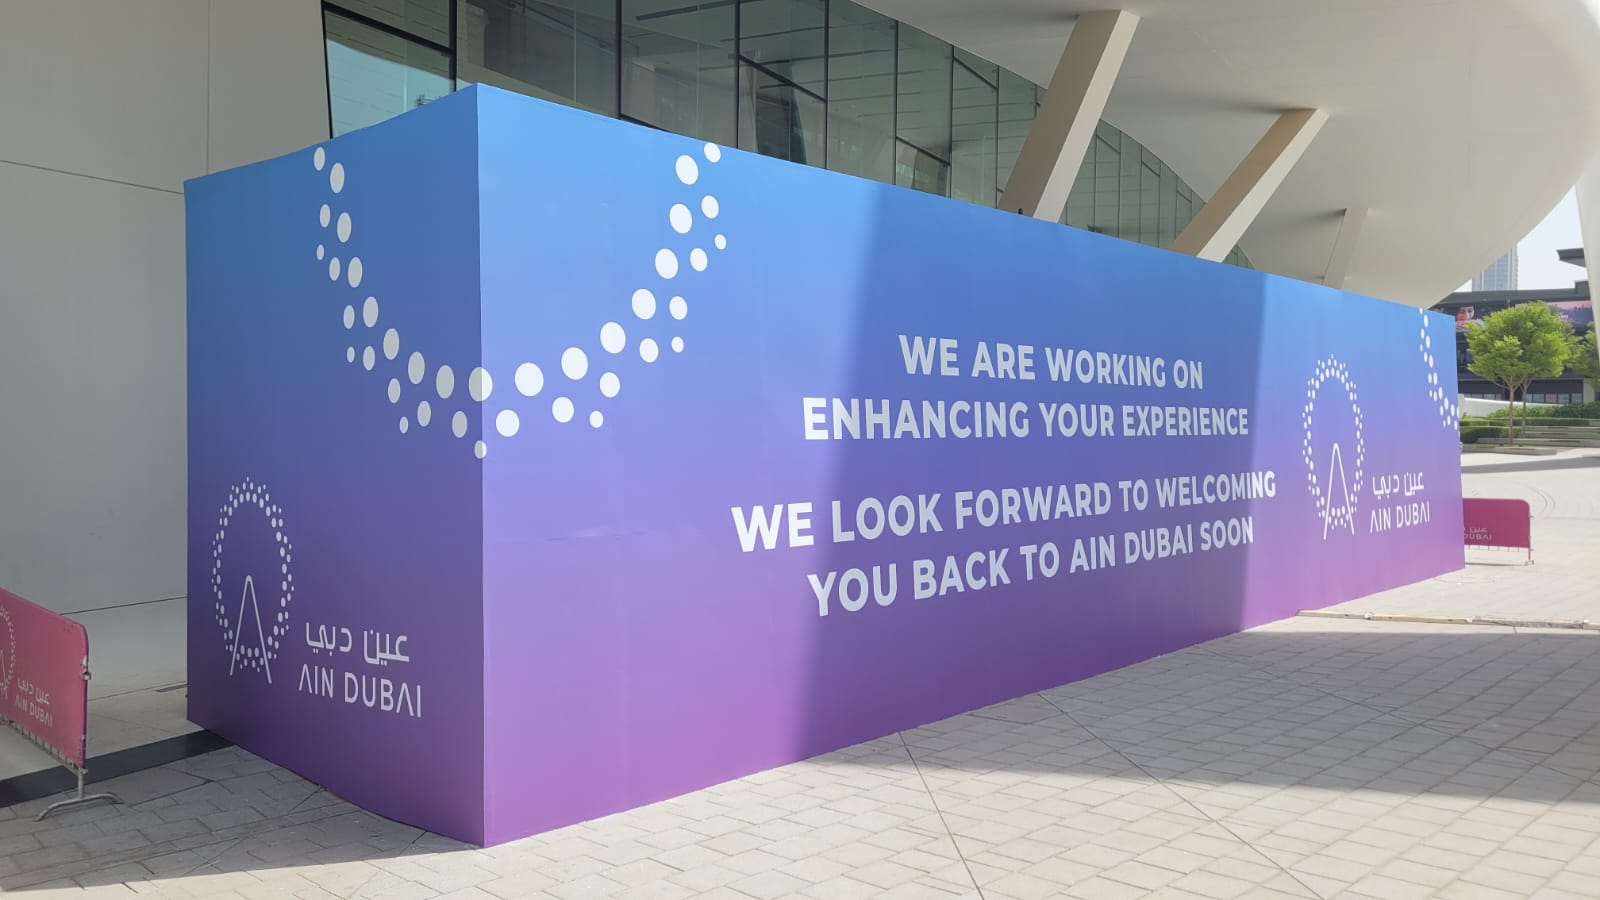 WE ARE WORKING ON
ENHANCING YOUR EXPERIENCE
WE LOOK FORWARD TO WELCOMING
YOU BACK TO AIN DUBAI SOON
عين دبي
AIN DUBAI
عين دبي
AIN DUBAI
عين دبي
AIN DUBAI
عين دبي
DUBAI